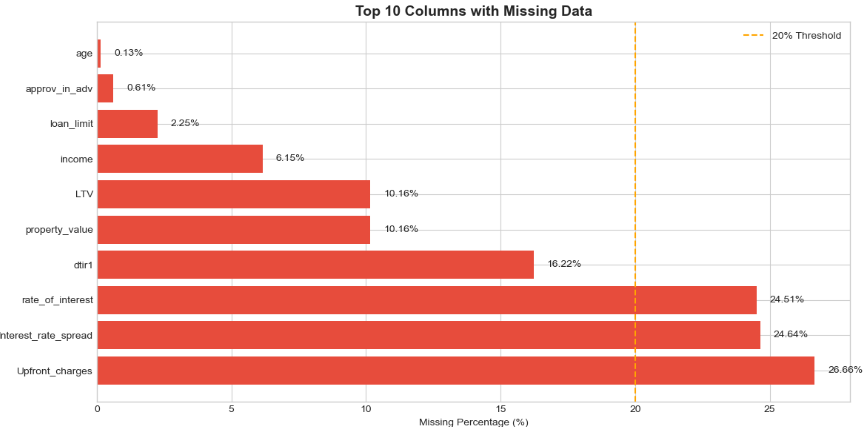 Top 10 Columns with Missing Data
20% Threshold
age 0.13%
approv_in_adv 0.61%
loan_limit 2.25%
income 6.15%
LTV 10.16%
property_value 10.16%
dtir1 16.22%
rate_of_interest 24.51%
nterest_rate_spread 24.64%
Upfront_charges 26.66%
0 5 10 15 20 25
Missing Percentage (%)